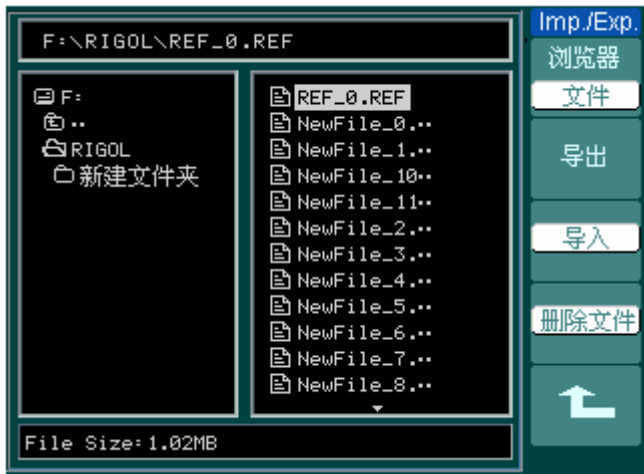 F:\RIGOL\REF_0.REF
F:
..
RIGOL
新建文件夹
REF_0.REF
NewFile_0...
NewFile_1...
NewFile_10..
NewFile_11..
NewFile_2...
NewFile_3...
NewFile_4...
NewFile_5...
NewFile_6...
NewFile_7...
NewFile_8...
File Size:1.02MB
Imp./Exp.
浏览器
文件
导出
导入
删除文件